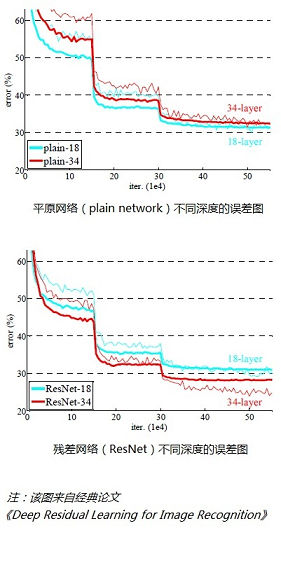 60
50
40
30
20
error (%)
34-layer
18-layer
plain-18
plain-34
0 10 20 30 40 50
iter. (1e4)
平原网络（plain network）不同深度的误差图
60
50
40
30
20
error (%)
18-layer
34-layer
ResNet-18
ResNet-34
0 10 20 30 40 50
iter. (1e4)
残差网络（ResNet）不同深度的误差图
注：该图来自经典论文
《Deep Residual Learning for Image Recognition》